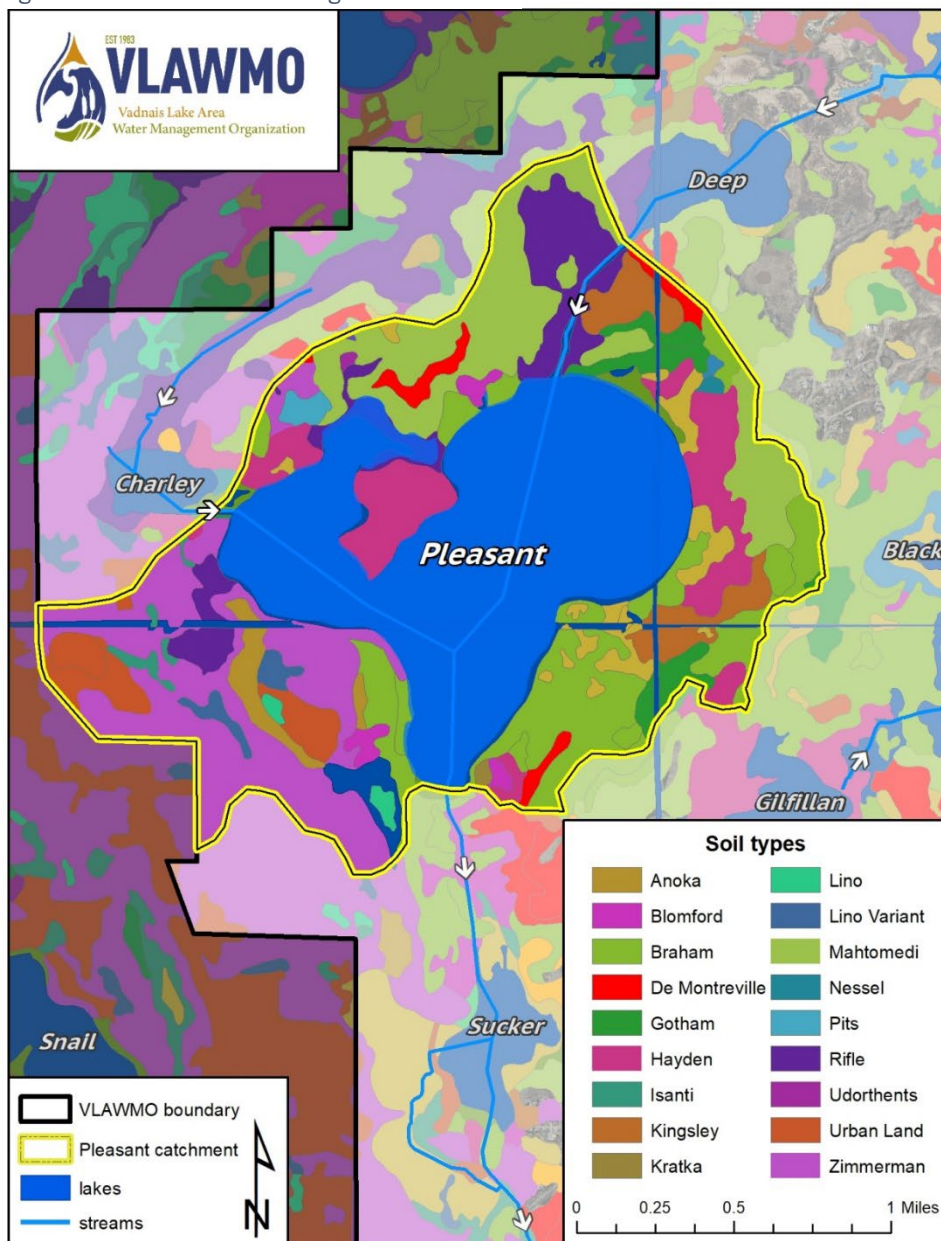 EST 1983
VLAWMO
Vadnais Lake Area
Water Management Organization
Deep
Charley
Pleasant
Black
Gilfillan
Snail
Sucker
VLAWMO boundary
Pleasant catchment
lakes
streams
N
Soil types
Anoka
Blomford
Braham
De Montreville
Gotham
Hayden
Isanti
Kingsley
Kratka
Lino
Lino Variant
Mahtomedi
Nessel
Pits
Rifle
Udorthents
Urban Land
Zimmerman
0 0.25 0.5 1 Miles